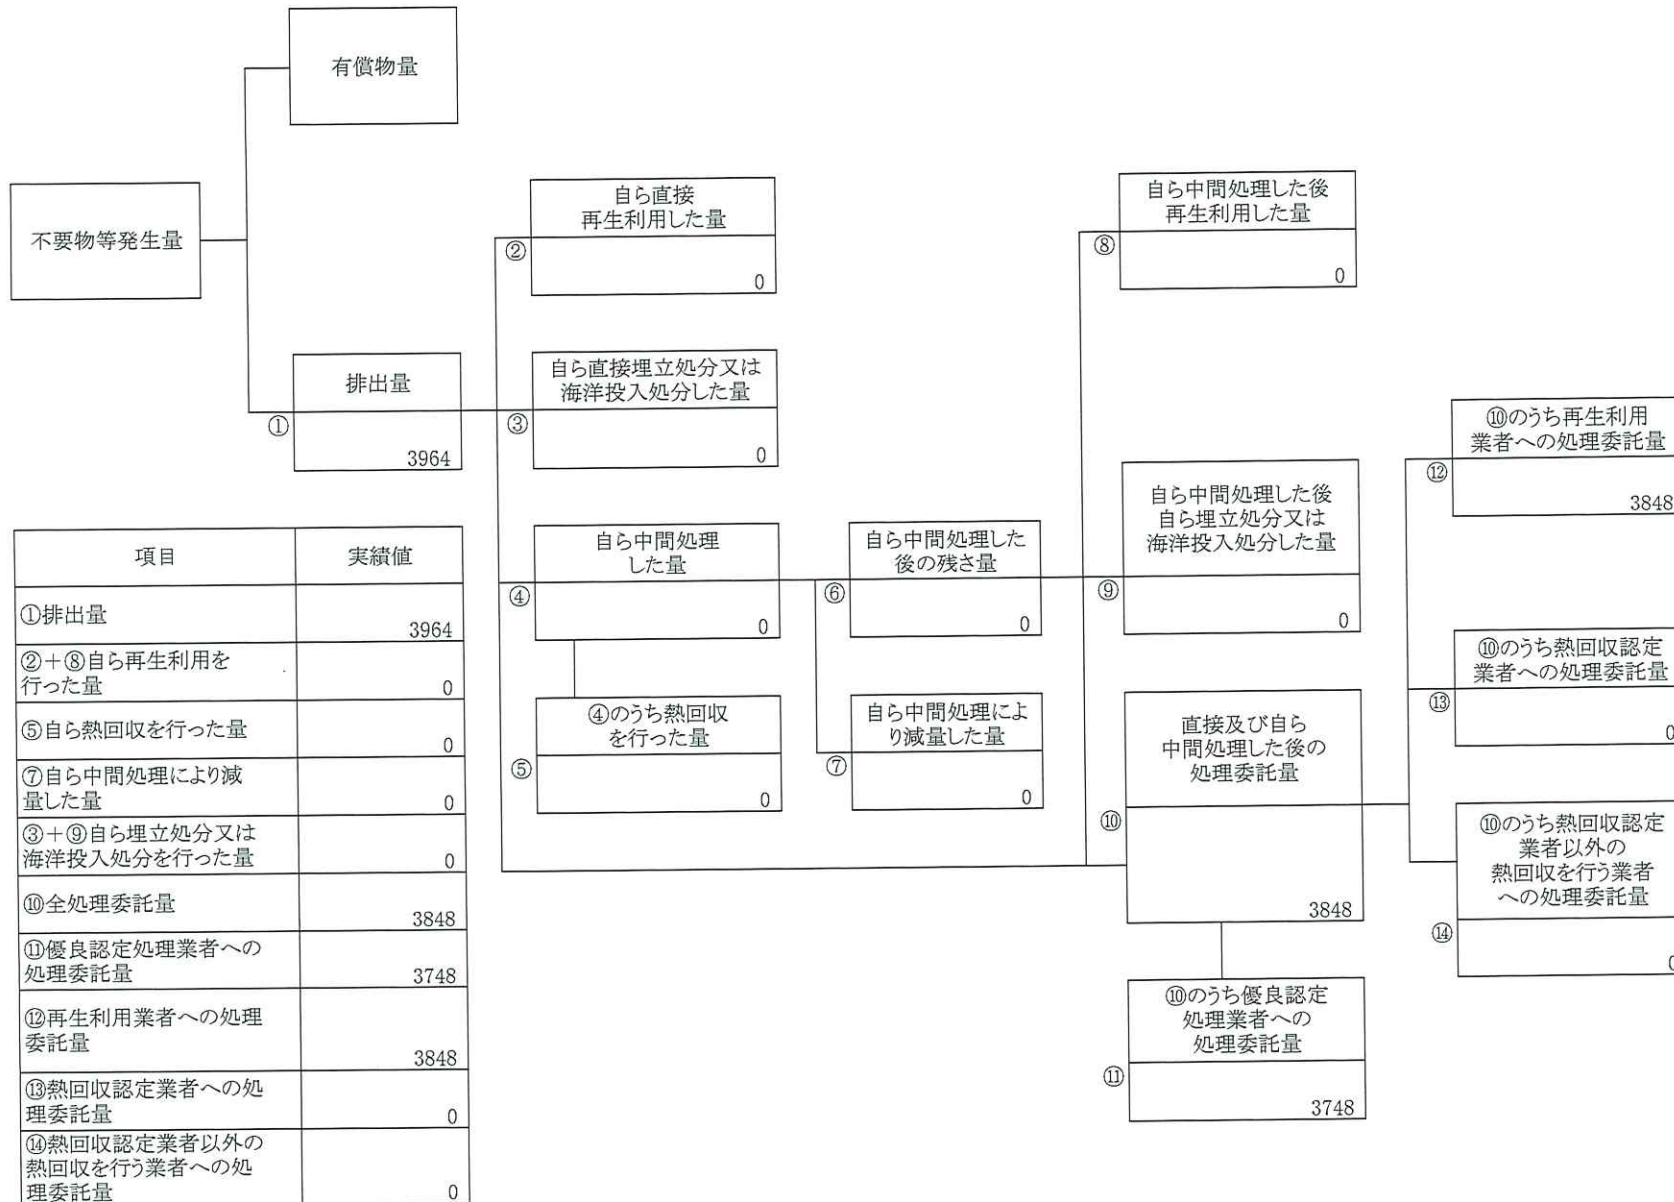 有償物量
不要物等発生量
自ら直接
再生利用した量
②
0
自ら中間処理した後
再生利用した量
⑧
0
排出量
①
3964
自ら直接埋立処分又は
海洋投入処分した量
③
0
⑩のうち再生利用
業者への処理委託量
⑫
3848
自ら中間処理
した量
④
0
自ら中間処理した
後の残さ量
⑥
0
自ら中間処理した後
自ら埋立処分又は
海洋投入処分した量
⑨
0
⑩のうち熱回収認定
業者への処理委託量
⑬
0
④のうち熱回収
を行った量
⑤
0
自ら中間処理によ
り減量した量
⑦
0
直接及び自ら
中間処理した後の
処理委託量
⑩
3848
⑩のうち熱回収認定
業者以外の
熱回収を行う業者
への処理委託量
⑭
0
⑩のうち優良認定
処理業者への
処理委託量
⑪
3748
項目 実績値
①排出量 3964
②＋⑧自ら再生利用を
行った量 0
⑤自ら熱回収を行った量 0
⑦自ら中間処理により減
量した量 0
③＋⑨自ら埋立処分又は
海洋投入処分を行った量 0
⑩全処理委託量 3848
⑪優良認定処理業者への
処理委託量 3748
⑫再生利用業者への処理
委託量 3848
⑬熱回収認定業者への処
理委託量 0
⑭熱回収認定業者以外の
熱回収を行う業者への処
理委託量 0